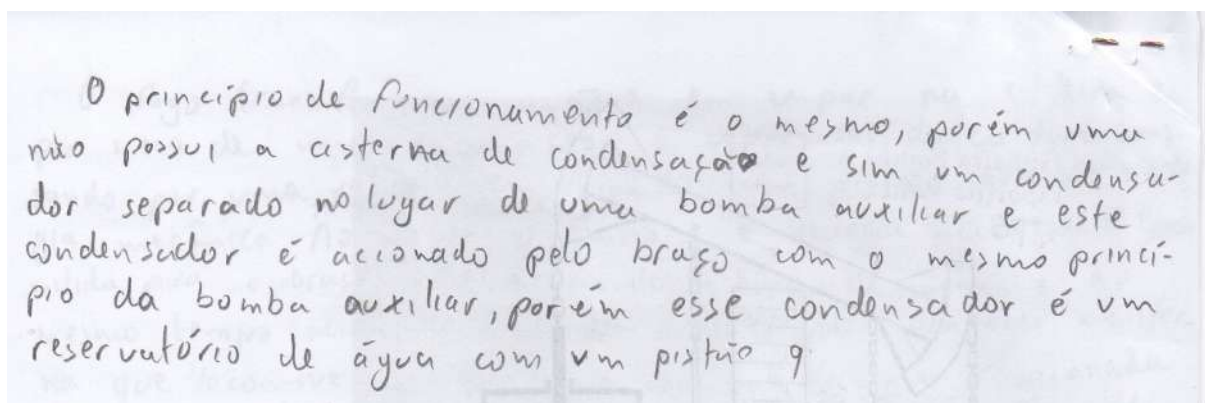 O princípio de funcionamento é o mesmo, porém uma
não possui a cisterna de condensação e sim um condensa-
dor separado no lugar de uma bomba auxiliar e este
condensador é acionado pelo braço com o mesmo princí-
pio da bomba auxiliar, porém esse condensador é um
reservatório de água com um pistão q